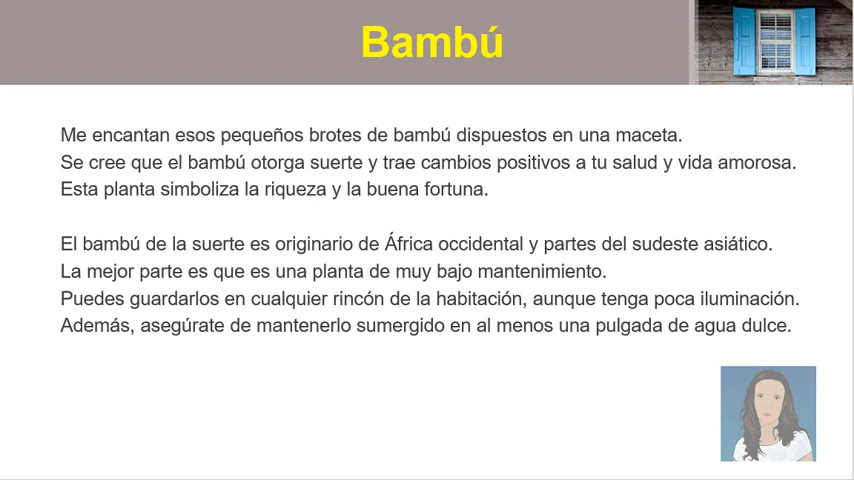 Bambú
Me encantan esos pequeños brotes de bambú dispuestos en una maceta.
Se cree que el bambú otorga suerte y trae cambios positivos a tu salud y vida amorosa.
Esta planta simboliza la riqueza y la buena fortuna.
El bambú de la suerte es originario de África occidental y partes del sudeste asiático.
La mejor parte es que es una planta de muy bajo mantenimiento.
Puedes guardarlos en cualquier rincón de la habitación, aunque tenga poca iluminación.
Además, asegúrate de mantenerlo sumergido en al menos una pulgada de agua dulce.